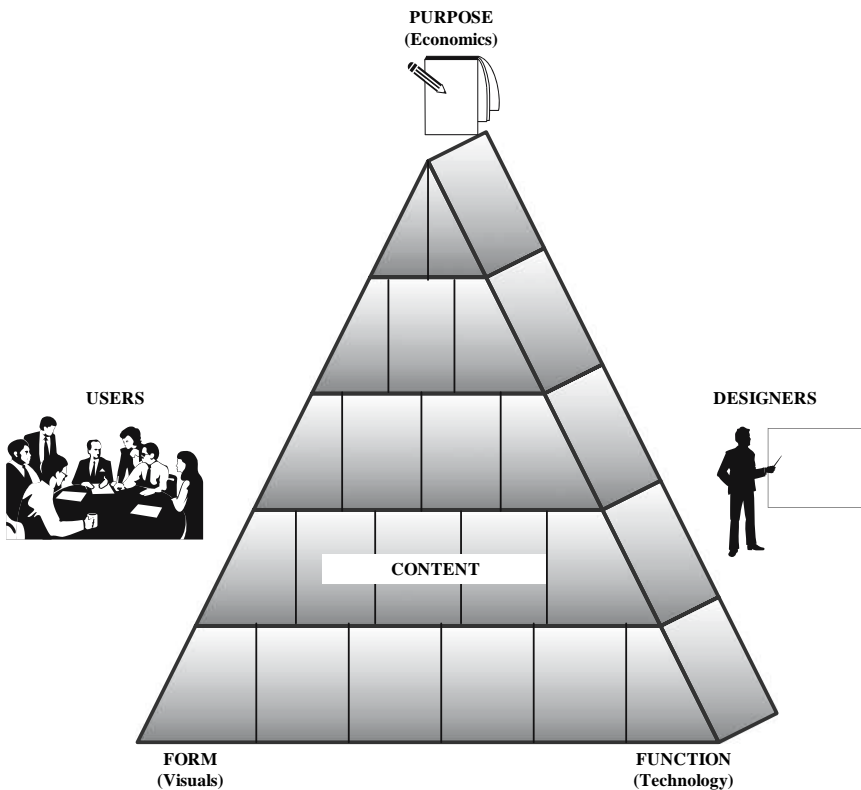 PURPOSE
(Economics)
USERS
DESIGNERS
CONTENT
FORM
(Visuals)
FUNCTION
(Technology)